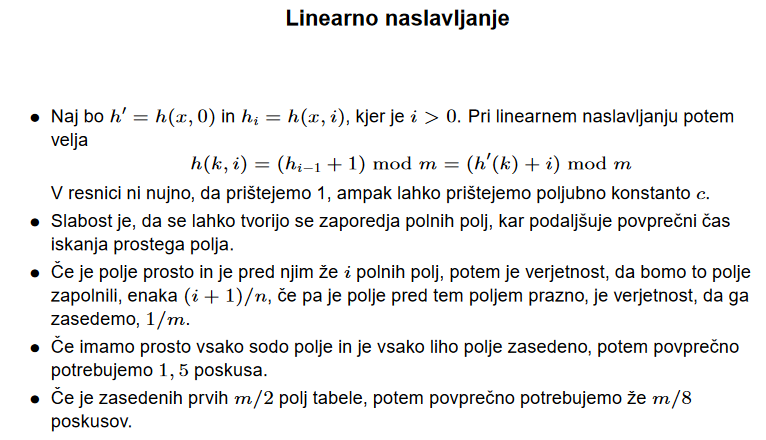 Linearno naslavljanje
• Naj bo h′ = h(x, 0) in hᵢ = h(x, i), kjer je i > 0. Pri linearnem naslavljanju potem
velja
h(k, i) = (hᵢ₋₁ + 1) mod m = (h′(k) + i) mod m
V resnici ni nujno, da prištejemo 1, ampak lahko prištejemo poljubno konstanto c.
• Slabost je, da se lahko tvorijo se zaporedja polnih polj, kar podaljšuje povprečni čas
iskanja prostega polja.
• Če je polje prosto in je pred njim že i polnih polj, potem je verjetnost, da bomo to polje
zapolnili, enaka (i + 1)/n, če pa je polje pred tem poljem prazno, je verjetnost, da ga
zasedemo, 1/m.
• Če imamo prosto vsako sodo polje in je vsako liho polje zasedeno, potem povprečno
potrebujemo 1, 5 poskusa.
• Če je zasedenih prvih m/2 polj tabele, potem povprečno potrebujemo že m/8
poskusov.